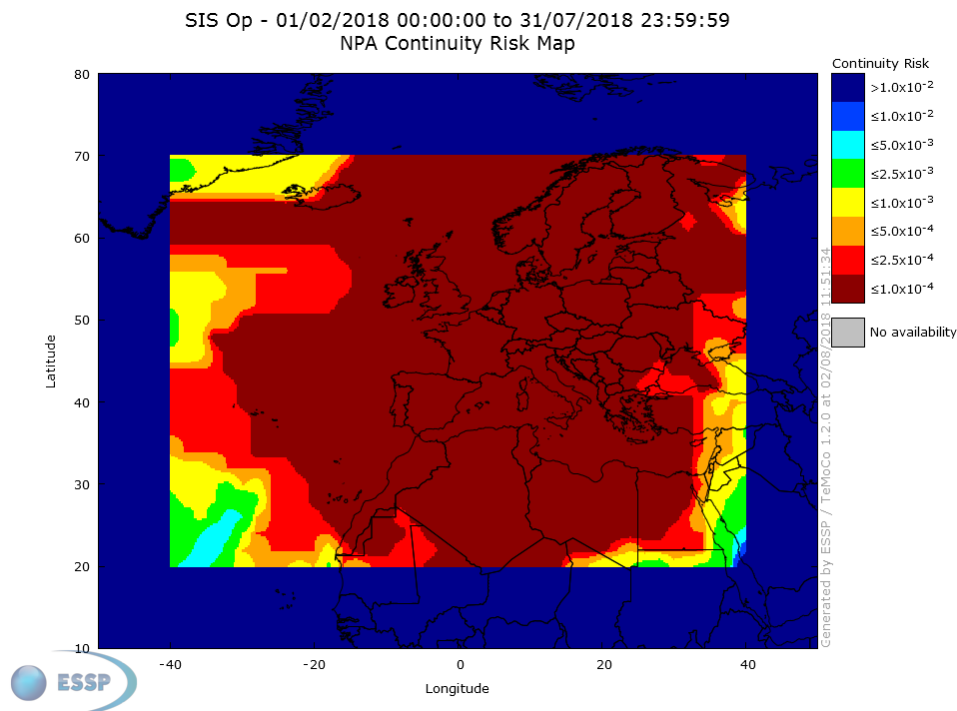 SIS Op - 01/02/2018 00:00:00 to 31/07/2018 23:59:59
NPA Continuity Risk Map
Continuity Risk
>1.0x10-2
≤1.0x10-2
≤5.0x10-3
≤2.5x10-3
≤1.0x10-3
≤5.0x10-4
≤2.5x10-4
≤1.0x10-4
No availability
Latitude
80
70
60
50
40
30
20
10
-40
-20
0
20
40
Longitude
Generated by ESSP / TeMoCo 1.2.0 at 02/08/2018 11:51:34
ESSP